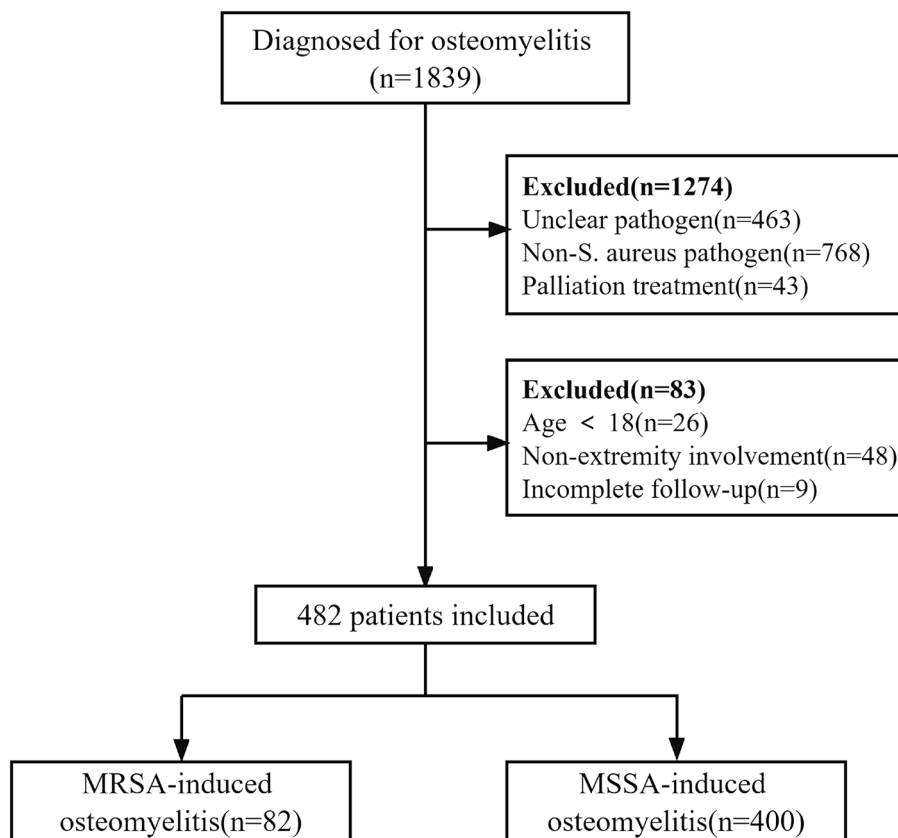 Diagnosed for osteomyelitis
(n=1839)
Excluded(n=1274)
Unclear pathogen(n=463)
Non-S. aureus pathogen(n=768)
Palliation treatment(n=43)
Excluded(n=83)
Age < 18(n=26)
Non-extremity involvement(n=48)
Incomplete follow-up(n=9)
482 patients included
MRSA-induced
osteomyelitis(n=82)
MSSA-induced
osteomyelitis(n=400)